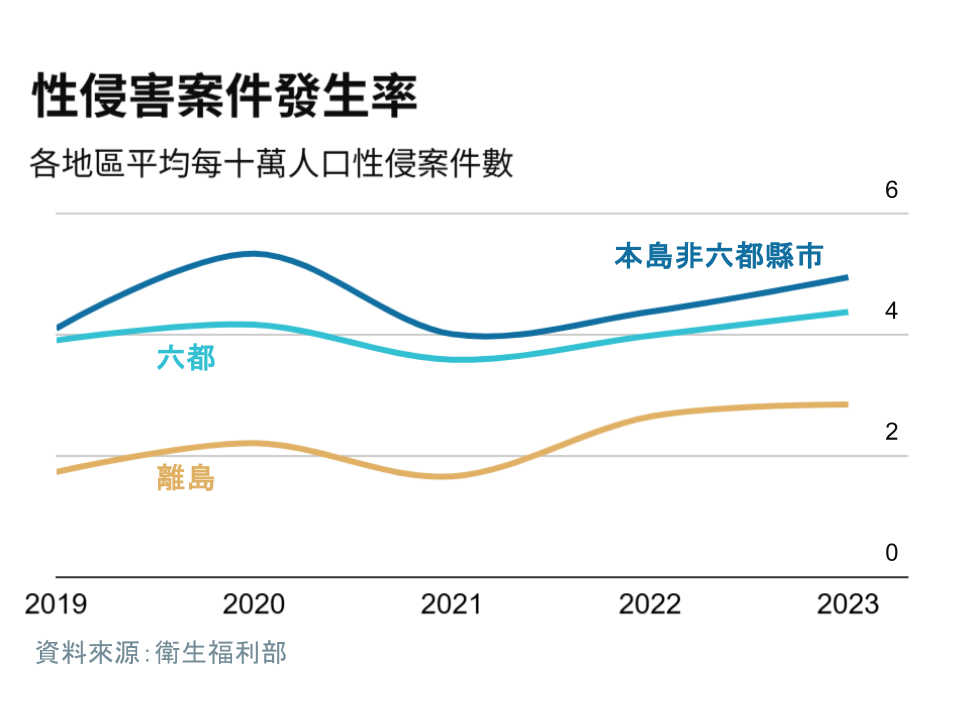 性侵害案件發生率
各地區平均每十萬人口性侵案件數
6
本島非六都縣市
4
六都
2
離島
0
2019 2020 2021 2022 2023
資料來源:衛生福利部